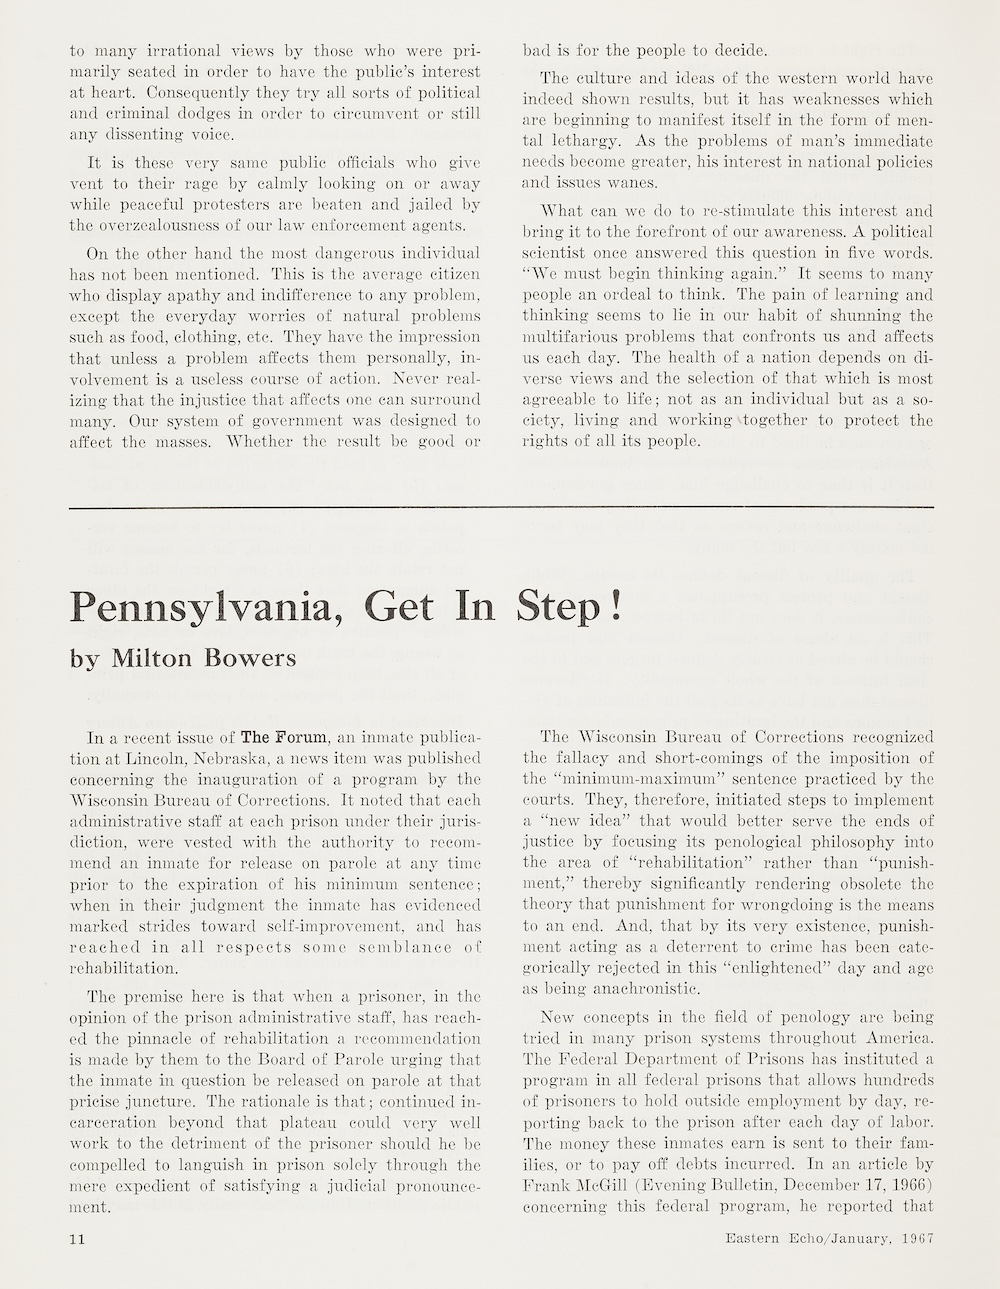 to many irrational views by those who were pri-
marily seated in order to have the public's interest
at heart. Consequently they try all sorts of political
and criminal dodges in order to circumvent or still
any dissenting voice.
It is these very same public officials who give
vent to their rage by calmly looking on or away
while peaceful protesters are beaten and jailed by
the overzealousness of our law enforcement agents.
On the other hand the most dangerous individual
has not been mentioned. This is the average citizen
who display apathy and indifference to any problem,
except the everyday worries of natural problems
such as food, clothing, etc. They have the impression
that unless a problem affects them personally, in-
volvement is a useless course of action. Never real-
izing that the injustice that affects one can surround
many. Our system of government was designed to
affect the masses. Whether the result be good or
bad is for the people to decide.
The culture and ideas of the western world have
indeed shown results, but it has weaknesses which
are beginning to manifest itself in the form of men-
tal lethargy. As the problems of man's immediate
needs become greater, his interest in national policies
and issues wanes.
What can we do to re-stimulate this interest and
bring it to the forefront of our awareness. A political
scientist once answered this question in five words.
"We must begin thinking again." It seems to many
people an ordeal to think. The pain of learning and
thinking seems to lie in our habit of shunning the
multifarious problems that confronts us and affects
us each day. The health of a nation depends on di-
verse views and the selection of that which is most
agreeable to life; not as an individual but as a so-
ciety, living and working together to protect the
rights of all its people.
Pennsylvania, Get In Step!
by Milton Bowers
In a recent issue of The Forum, an inmate publica-
tion at Lincoln, Nebraska, a news item was published
concerning the inauguration of a program by the
Wisconsin Bureau of Corrections. It noted that each
administrative staff at each prison under their juris-
diction, were vested with the authority to recom-
mend an inmate for release on parole at any time
prior to the expiration of his minimum sentence;
when in their judgment the inmate has evidenced
marked strides toward self-improvement, and has
reached in all respects some semblance of
rehabilitation.
The premise here is that when a prisoner, in the
opinion of the prison administrative staff, has reach-
ed the pinnacle of rehabilitation a recommendation
is made by them to the Board of Parole urging that
the inmate in question be released on parole at that
pricise juncture. The rationale is that; continued in-
carceration beyond that plateau could very well
work to the detriment of the prisoner should he be
compelled to languish in prison solely through the
mere expedient of satisfying a judicial pronounce-
ment.
The Wisconsin Bureau of Corrections recognized
the fallacy and short-comings of the imposition of
the "minimum-maximum" sentence practiced by the
courts. They, therefore, initiated steps to implement
a "new idea" that would better serve the ends of
justice by focusing its penological philosophy into
the area of "rehabilitation" rather than "punish-
ment," thereby significantly rendering obsolete the
theory that punishment for wrongdoing is the means
to an end. And, that by its very existence, punish-
ment acting as a deterrent to crime has been cate-
gorically rejected in this "enlightened" day and age
as being anachronistic.
New concepts in the field of penology are being
tried in many prison systems throughout America.
The Federal Department of Prisons has instituted a
program in all federal prisons that allows hundreds
of prisoners to hold outside employment by day, re-
porting back to the prison after each day of labor.
The money these inmates earn is sent to their fam-
ilies, or to pay off debts incurred. In an article by
Frank McGill (Evening Bulletin, December 17, 1966)
concerning this federal program, he reported that
11
Eastern Echo/January, 1967